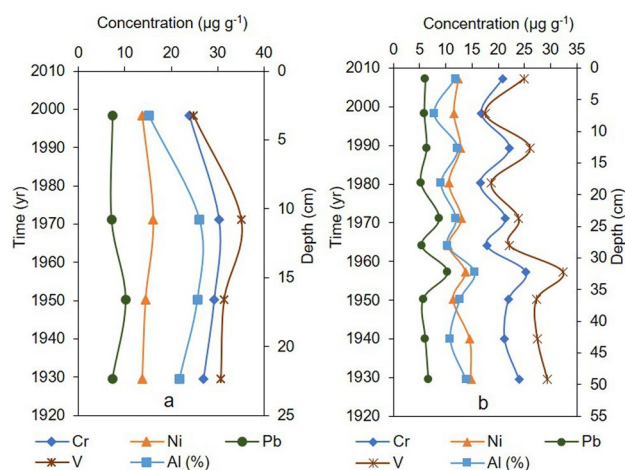 Concentration (µg g-1)
0 10 20 30 40
2010 0
2000
1990 5
1980
1970 10
1960 15
1950
1940 20
1930
1920 25
Time (yr)
Depth (cm)
a
Cr Ni Pb
V Al (%)
Concentration (µg g-1)
0 5 10 15 20 25 30 35
2010 0
2000 5
1990 10
15
1980 20
1970 25
1960 30
1950 35
40
1940 45
1930 50
1920 55
Time (yr)
Depth (cm)
b
Cr Ni Pb
V Al (%)